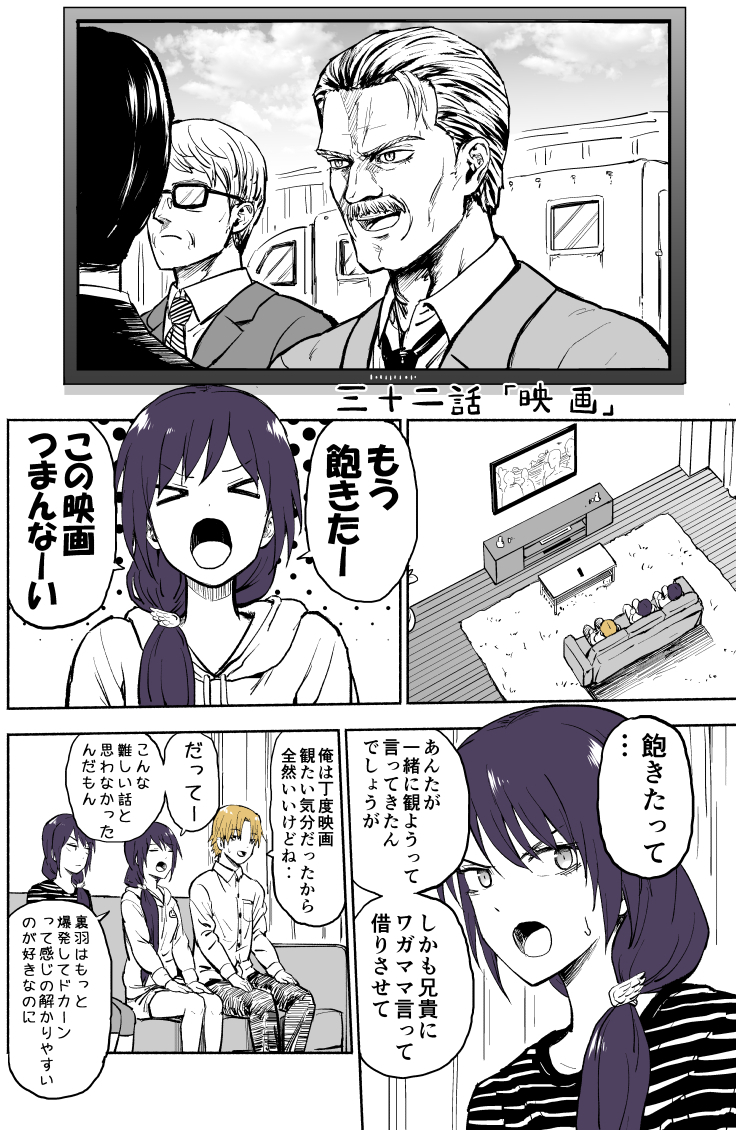 三十二話「映画」
もう
飽きたー
この映画
つまんなーい
飽きたって
…
あんたが
一緒に観ようって
言ってきたん
でしょうが
しかも兄貴に
ワガママ言って
借りさせて
俺は丁度映画
観たい気分だったから
全然いいけどね‥
だってー
こんな
難しい話と
思わなかった
んだもん
裏羽はもっと
爆発してドカーン
って感じの解かりやすい
のが好きなのに